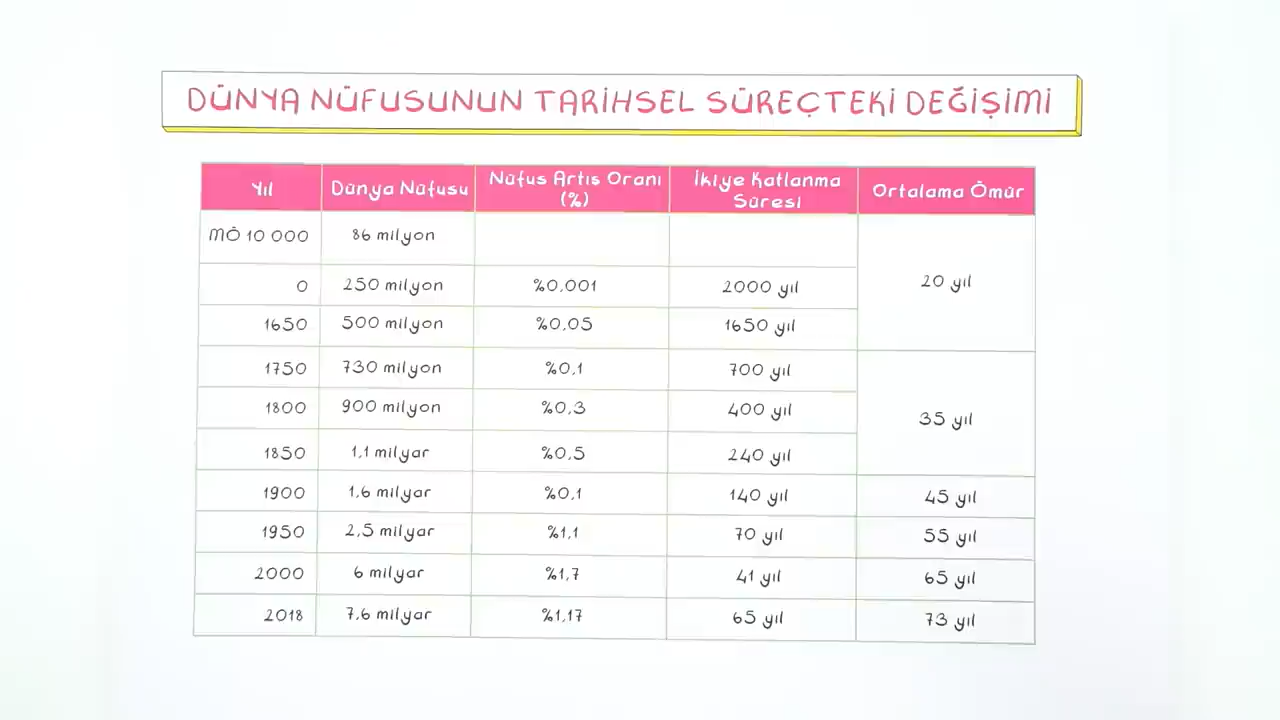 DÜNYA NÜFUSUNUN TARİHSEL SÜREÇTEKİ DEĞİŞİMİ
Yıl Dünya Nüfusu Nüfus Artıs Oranı (%) İkiye Katlanma Süresi Ortalama Ömür
MÖ 10 000 86 milyon 20 yıl
0 250 milyon %0,001 2000 yıl
1650 500 milyon %0,05 1650 yıl
1750 730 milyon %0,1 700 yıl 35 yıl
1800 900 milyon %0,3 400 yıl
1850 1,1 milyar %0,5 240 yıl
1900 1,6 milyar %0,1 140 yıl 45 yıl
1950 2,5 milyar %1,1 70 yıl 55 yıl
2000 6 milyar %1,7 41 yıl 65 yıl
2018 7,6 milyar %1,17 65 yıl 73 yıl